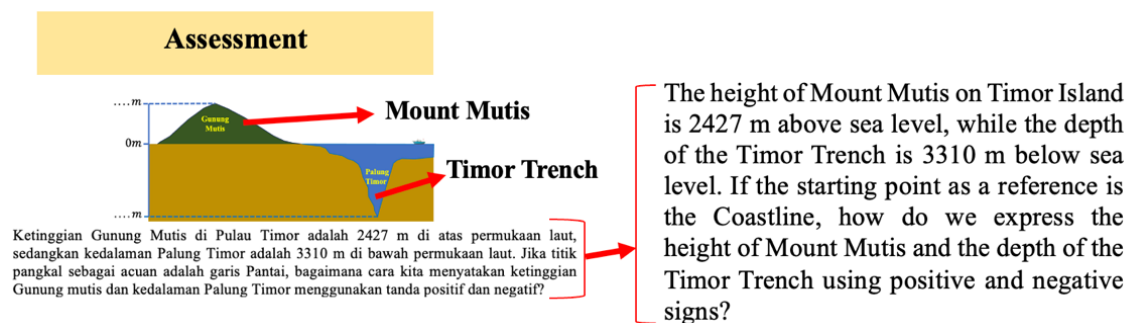 Assessment
....m
Gunung
Mutis
Mount Mutis
0m
Palung
Timor
Timor Trench
....m
Ketinggian Gunung Mutis di Pulau Timor adalah 2427 m di atas permukaan laut,
sedangkan kedalaman Palung Timor adalah 3310 m di bawah permukaan laut. Jika titik
pangkal sebagai acuan adalah garis Pantai, bagaimana cara kita menyatakan ketinggian
Gunung mutis dan kedalaman Palung Timor menggunakan tanda positif dan negatif?
The height of Mount Mutis on Timor Island
is 2427 m above sea level, while the depth
of the Timor Trench is 3310 m below sea
level. If the starting point as a reference is
the Coastline, how do we express the
height of Mount Mutis and the depth of the
Timor Trench using positive and negative
signs?